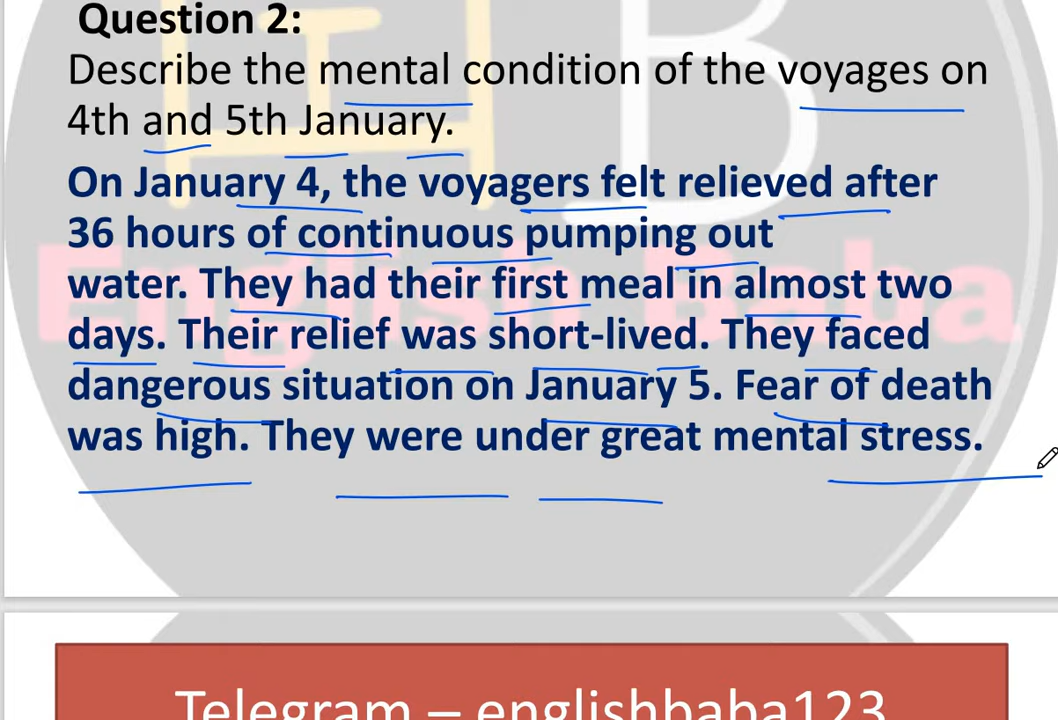 Question 2:
Describe the mental condition of the voyages on
4th and 5th January.
On January 4, the voyagers felt relieved after
36 hours of continuous pumping out
water. They had their first meal in almost two
days. Their relief was short-lived. They faced
dangerous situation on January 5. Fear of death
was high. They were under great mental stress.
English Baba
Telegram – englishbaba123